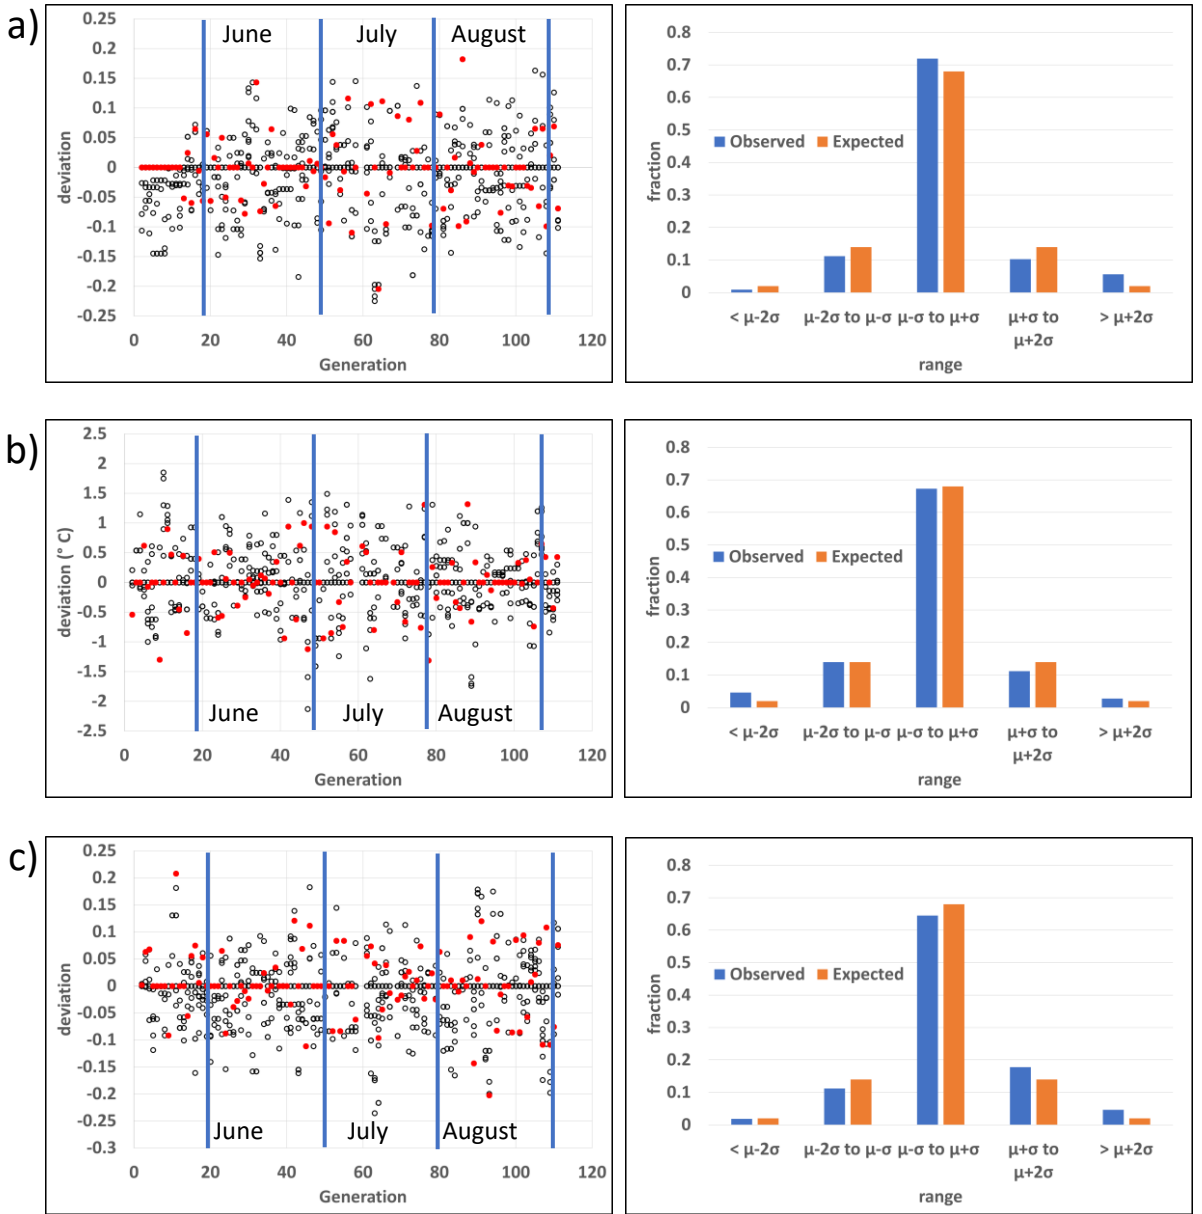 a)
0.25
0.2
0.15
0.1
0.05
0
-0.05
-0.1
-0.15
-0.2
-0.25
deviation
June
July
August
0 20 40 60 80 100 120
Generation
0.8
0.7
0.6
0.5
0.4
0.3
0.2
0.1
0
fraction
Observed Expected
< μ-2σ μ-2σ to μ-σ μ-σ to μ+σ μ+σ to > μ+2σ
μ+2σ
range
b)
2.5
2
1.5
1
0.5
0
-0.5
-1
-1.5
-2
-2.5
deviation (° C)
June
July
August
0 20 40 60 80 100 120
Generation
0.8
0.7
0.6
0.5
0.4
0.3
0.2
0.1
0
fraction
Observed Expected
< μ-2σ μ-2σ to μ-σ μ-σ to μ+σ μ+σ to > μ+2σ
μ+2σ
range
c)
0.25
0.2
0.15
0.1
0.05
0
-0.05
-0.1
-0.15
-0.2
-0.25
-0.3
deviation
June
July
August
0 20 40 60 80 100 120
Generation
0.8
0.7
0.6
0.5
0.4
0.3
0.2
0.1
0
fraction
Observed Expected
< μ-2σ μ-2σ to μ-σ μ-σ to μ+σ μ+σ to > μ+2σ
μ+2σ
range